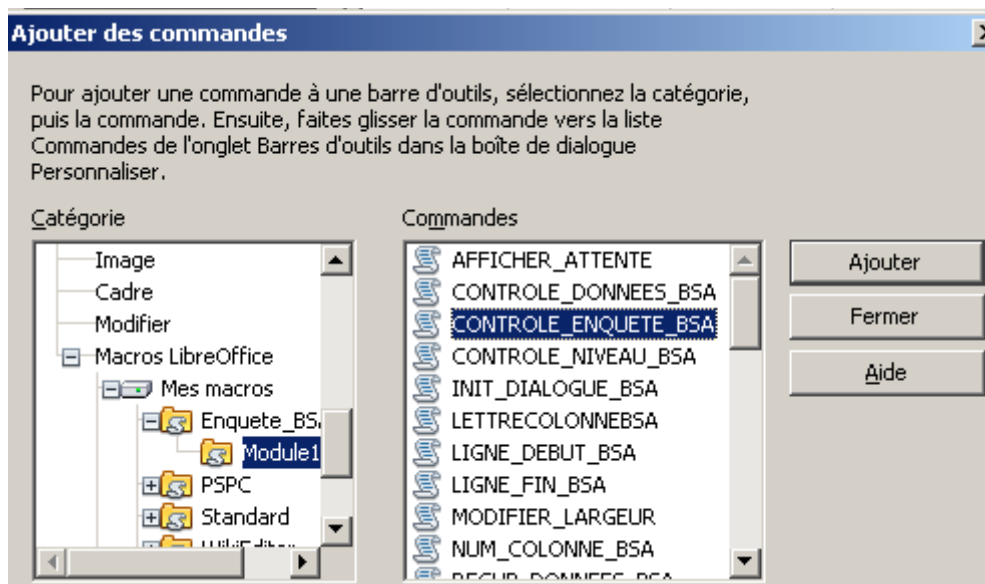 Ajouter des commandes
Pour ajouter une commande à une barre d'outils, sélectionnez la catégorie,
puis la commande. Ensuite, faites glisser la commande vers la liste
Commandes de l'onglet Barres d'outils dans la boîte de dialogue
Personnaliser.
Catégorie
Image
Cadre
Modifier
Macros LibreOffice
Mes macros
Enquete_BS
Module1
PSPC
Standard
Commandes
AFFICHER_ATTENTE
CONTROLE_DONNEES_BSA
CONTROLE_ENQUETE_BSA
CONTROLE_NIVEAU_BSA
INIT_DIALOGUE_BSA
LETTRECOLONNEBSA
LIGNE_DEBUT_BSA
LIGNE_FIN_BSA
MODIFIER_LARGEUR
NUM_COLONNE_BSA
Ajouter
Fermer
Aide